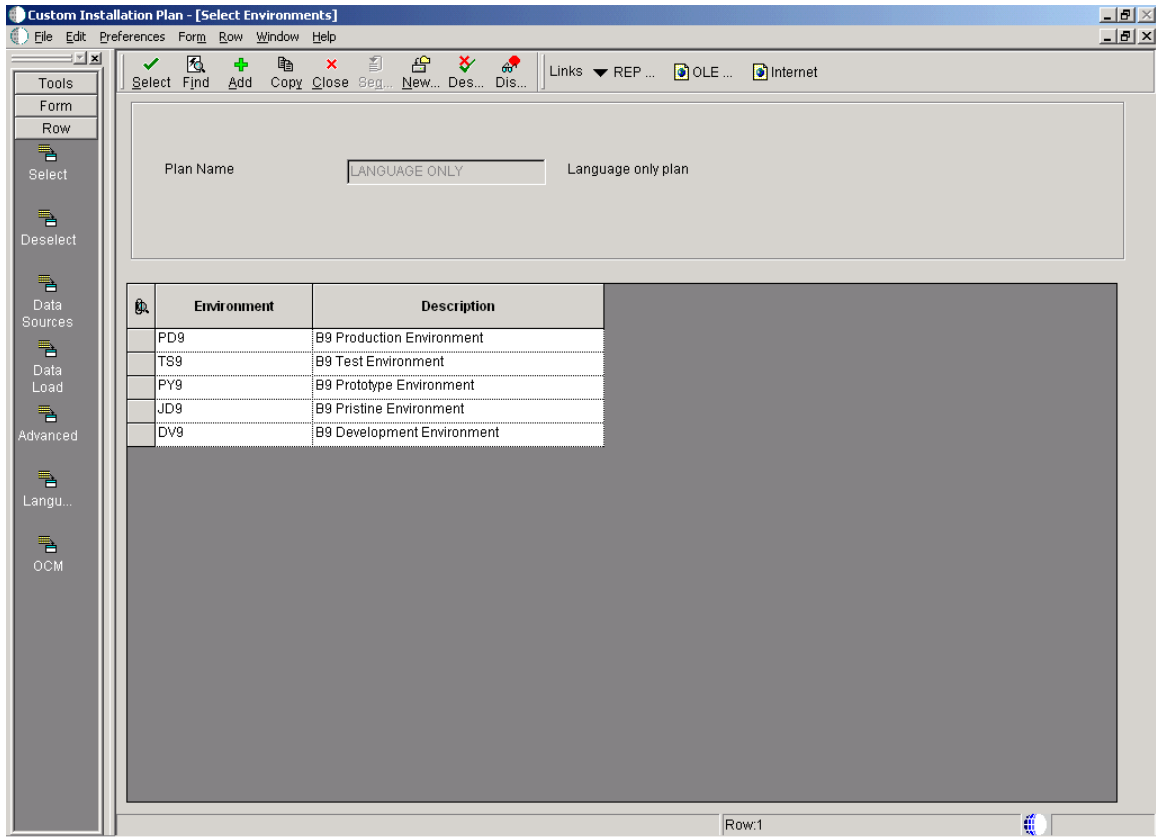 Custom Installation Plan - [Select Environments]
File Edit Preferences Form Row Window Help
Select Find Add Copy Close Seq... New... Des... Dis... Links REP ... OLE ... Internet
Tools
Form
Row
Select
Deselect
Data
Sources
Data
Load
Advanced
Langu...
OCM
Plan Name LANGUAGE ONLY Language only plan
Environment Description
PD9 B9 Production Environment
TS9 B9 Test Environment
PY9 B9 Prototype Environment
JD9 B9 Pristine Environment
DV9 B9 Development Environment
Row:1